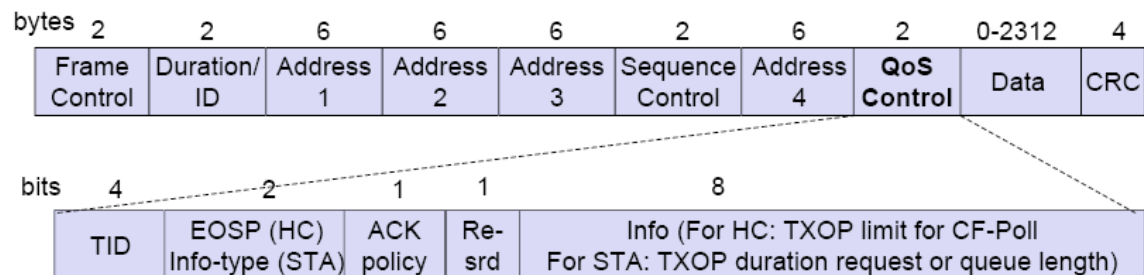 bytes 2 2 6 6 6 2 6 2 0-2312 4
Frame Duration/ Address Address Address Sequence Address QoS Data CRC
Control ID 1 2 3 Control 4 Control
bits 4 2 1 1 8
TID EOSP (HC) ACK Re- Info (For HC: TXOP limit for CF-Poll
Info-type (STA) policy srd For STA: TXOP duration request or queue length)